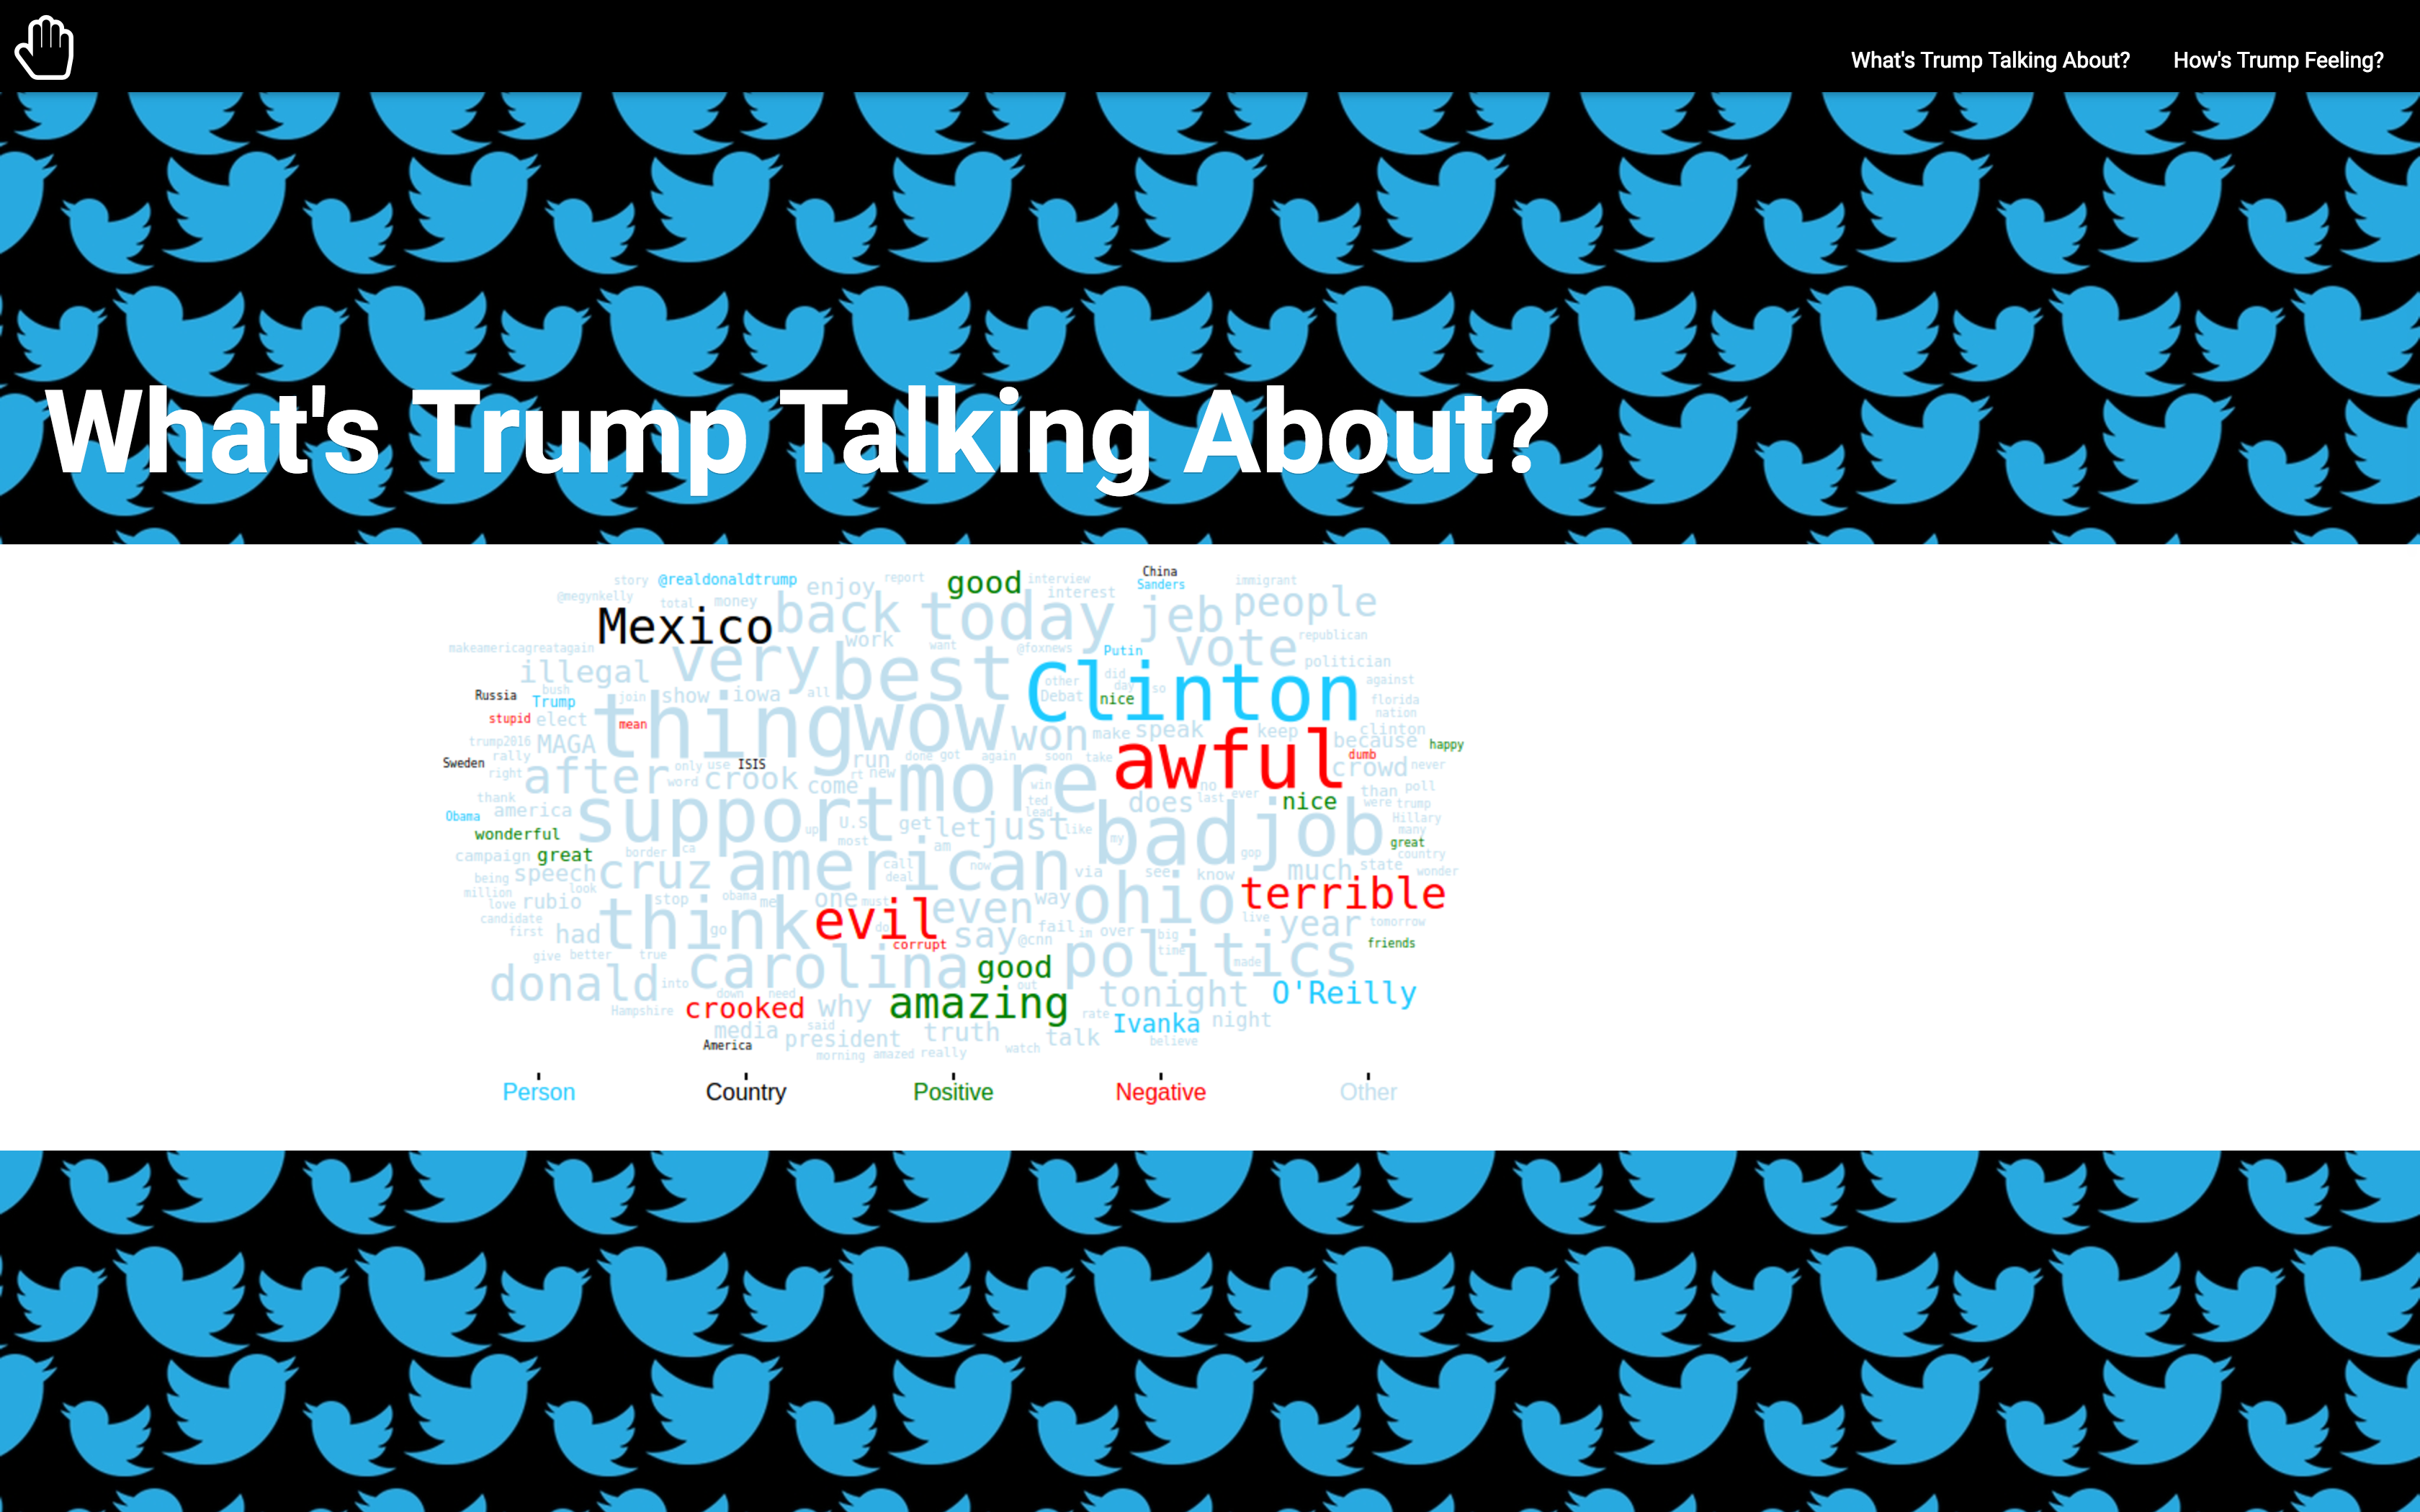 What's Trump Talking About? How's Trump Feeling?
What's Trump Talking About?
story @realdonaldtrump enjoy report good interview China
Sanders immigrant
@megynkelly total money interest
Mexico back today jeb people
work want @foxnews Putin vote republican
makeamericagreatagain illegal very best politician
Russia bush Trump join show iowa all Clinton other did day so against
Debat nice florida
nation
stupid elect mean thing wow won make speak keep clinton
trump2016 MAGA because happy
rally run done got again soon take awful dumb
Sweden right after only use ISIS crowd never
word crook come rt new more win no than poll
thank ted last ever
america support lead does nice were trump
Obama up U.S get let just like bad job Hillary
many
wonderful most am my great
campaign great border ca american call now via see know gop much state country
being speech cruz deal wonder
million look
love rubio stop obama me one must even way ohio terrible
candidate think evil do fail live year tomorrow
first had go corrupt say @cnn in over big friends
give better true carolina good politics time made
donald into down need out tonight O'Reilly
Hampshire crooked why amazing rate Ivanka night
media said president truth talk believe
America morning amazed really watch
Person Country Positive Negative Other